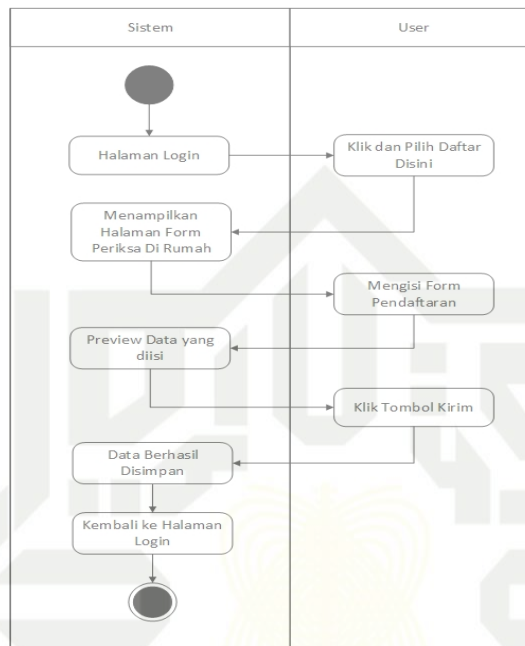 Sistem
User
Halaman Login
Klik dan Pilih Daftar
Disini
Menampilkan
Halaman Form
Periksa Di Rumah
Mengisi Form
Pendaftaran
Preview Data yang
diisi
Klik Tombol Kirim
Data Berhasil
Disimpan
Kembali ke Halaman
Login